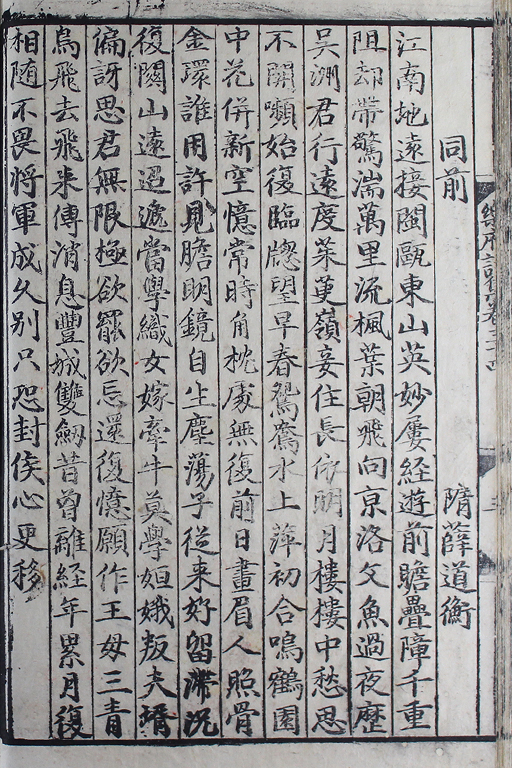 同前　隋薛道衡
江南地遠接閩甌東山英妙屢経遊前瞻疊障千重
阻却帶驚湍萬里流楓葉朝飛向京洛文魚過夜歷
吳洲君行遠度茱萸嶺妾住長依明月樓樓中愁思
不開嚬始復臨牕望早春鴛鴦水上萍初合鳴鶴園
中花併新空憶常時角枕處無復前日畫眉人照骨
金環誰用許見膽明鏡自生塵蕩子從来好留滯況
復關山遠迢遞當學織女嫁牽牛莫學姮娥叛夫壻
偏訝思君無限極欲罷欲忘還復憶願作王母三青
鳥飛去飛来傳消息豐城雙劒昔曾離経年累月復
相随不畏将軍成久别只恐封侯心更移